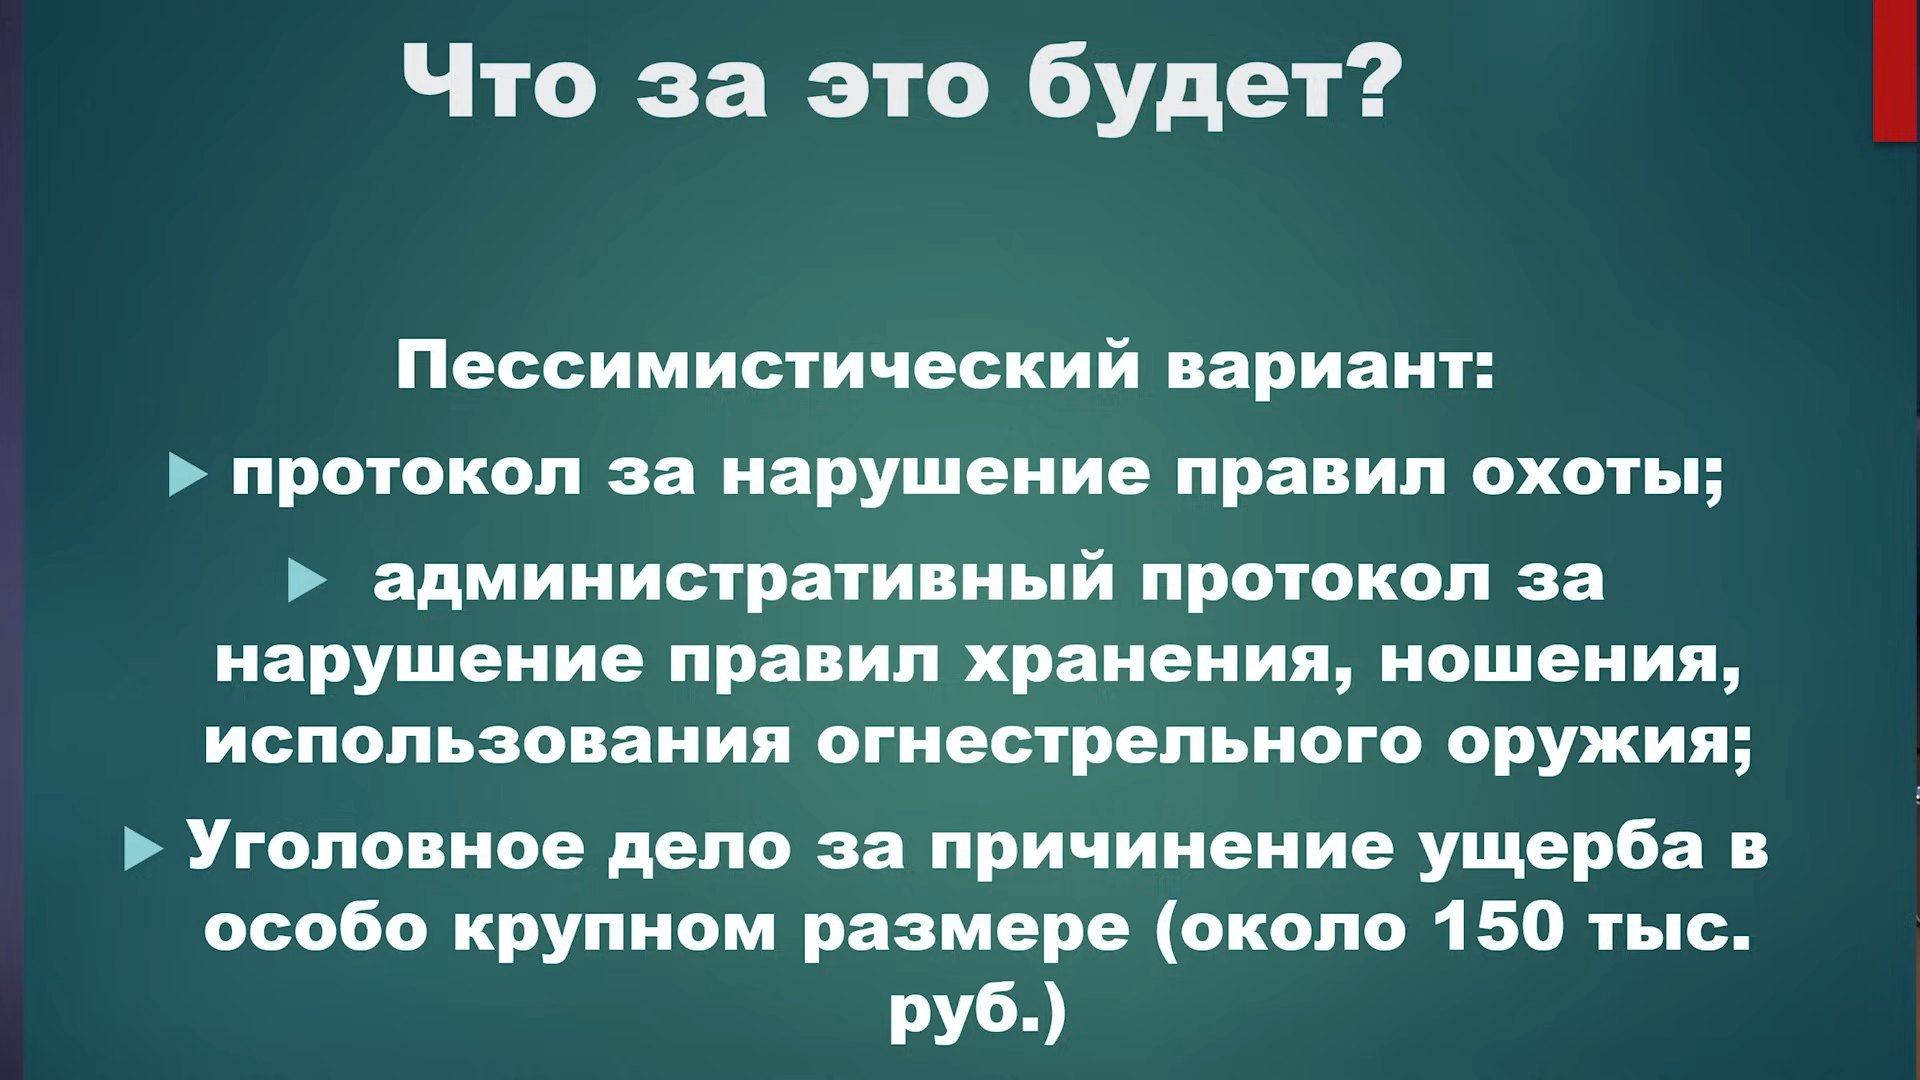 Что за это будет?
Пессимистический вариант:
протокол за нарушение правил охоты;
административный протокол за
нарушение правил хранения, ношения,
использования огнестрельного оружия;
Уголовное дело за причинение ущерба в
особо крупном размере (около 150 тыс.
руб.)